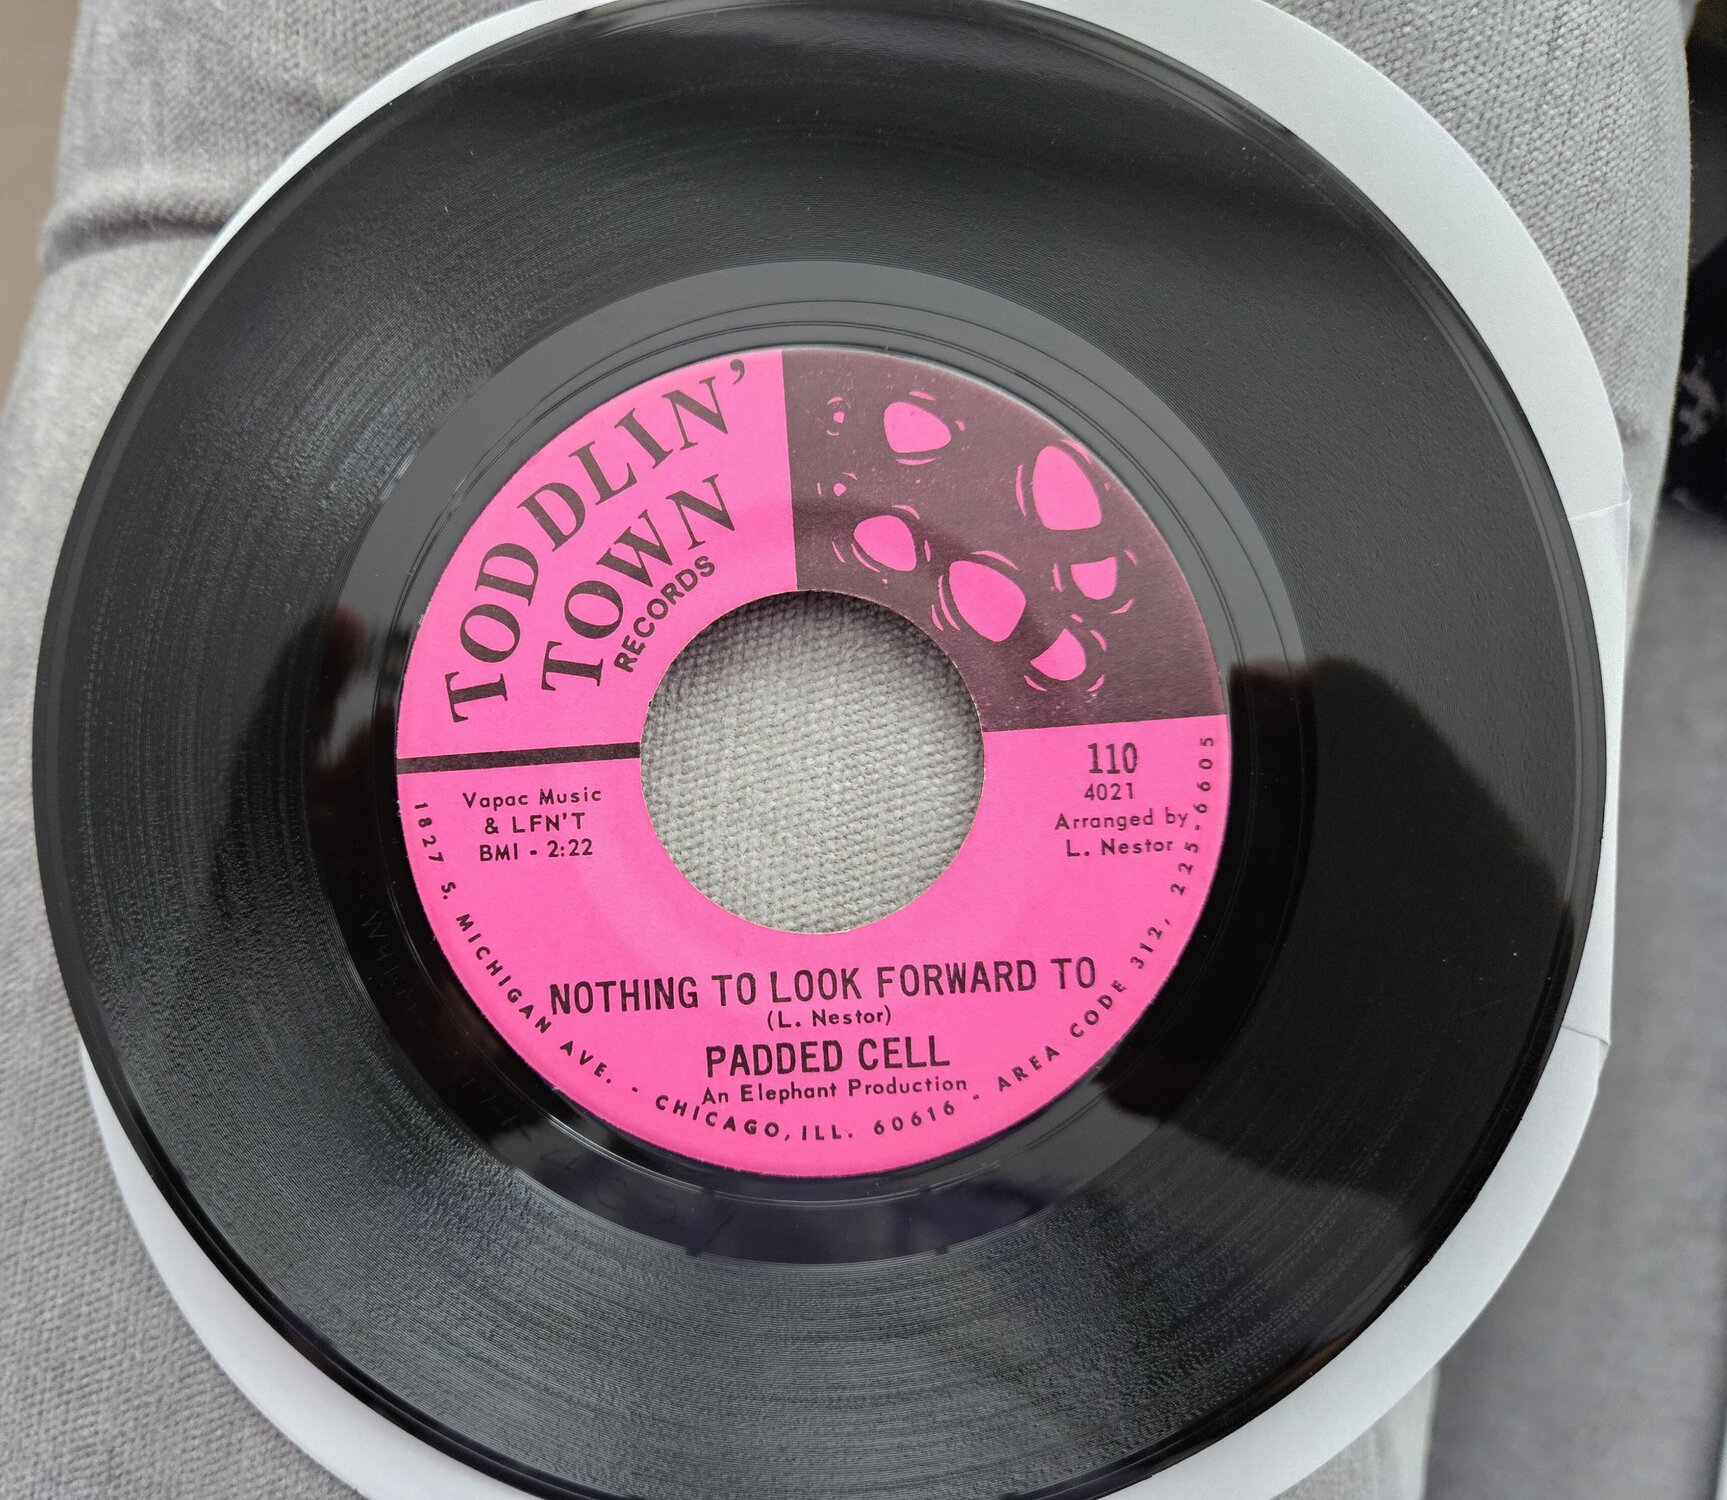 TODDLIN'
TOWN
RECORDS
Vapac Music
& LFN'T
BMI - 2:22
110
4021
Arranged by
L. Nestor
NOTHING TO LOOK FORWARD TO
(L. Nestor)
PADDED CELL
An Elephant Production
1827 S. MICHIGAN AVE. - CHICAGO, ILL. 60616 - AREA CODE 312, 225-6605